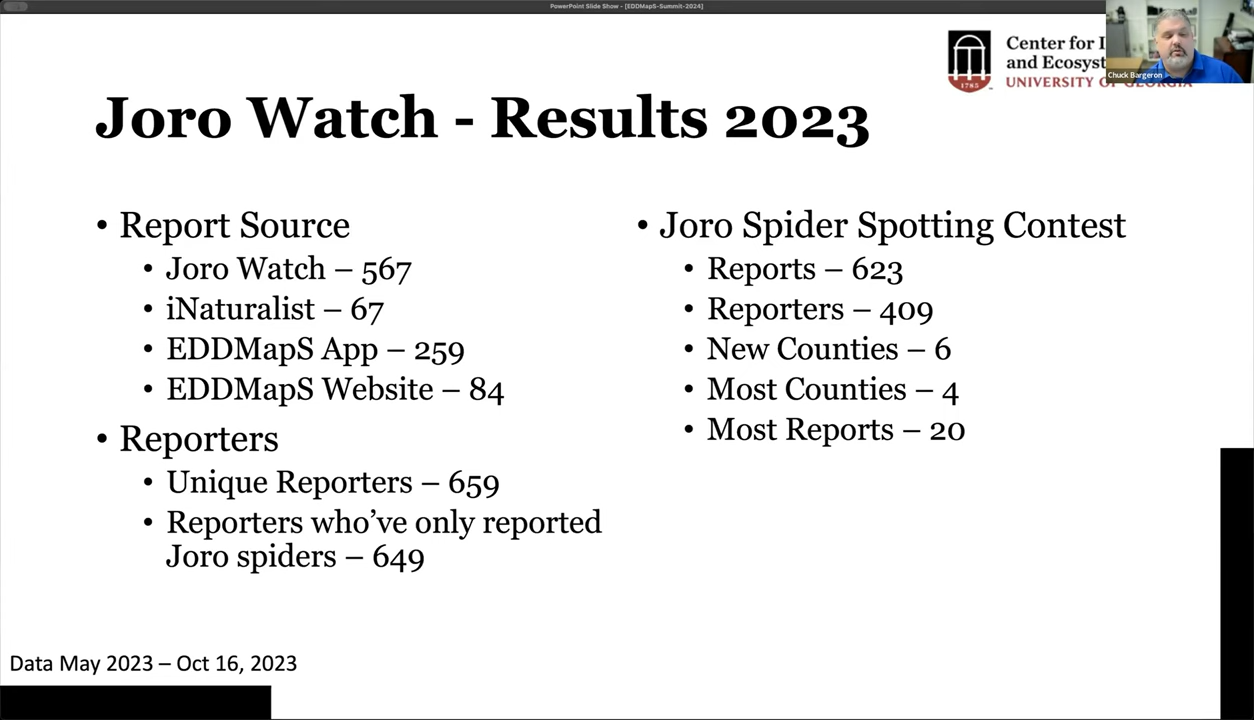 PowerPoint Slide Show - [EDDMapS-Summit-2024]
Center for
and Ecosyst
UNIVERSITY OF GEORGIA
1785
Chuck Bargeron
Joro Watch - Results 2023
• Report Source
• Joro Watch – 567
• iNaturalist – 67
• EDDMapS App – 259
• EDDMapS Website – 84
• Reporters
• Unique Reporters – 659
• Reporters who’ve only reported
Joro spiders – 649
• Joro Spider Spotting Contest
• Reports – 623
• Reporters – 409
• New Counties – 6
• Most Counties – 4
• Most Reports – 20
Data May 2023 – Oct 16, 2023